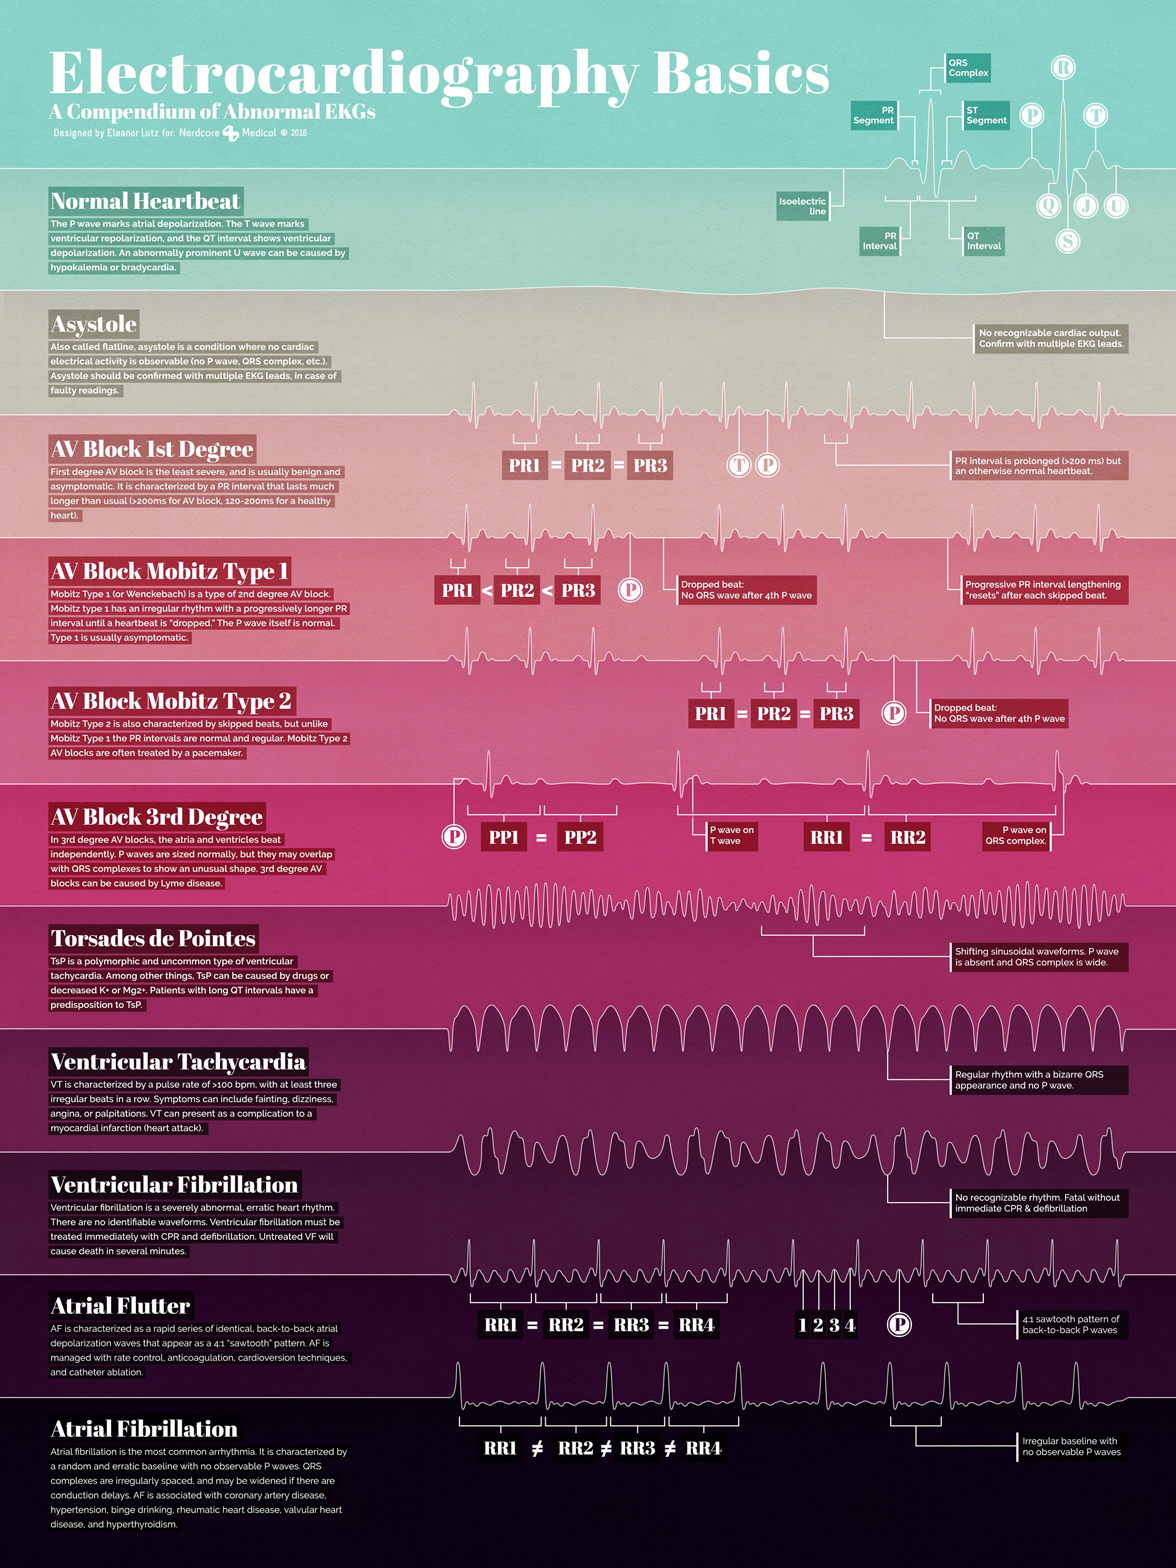 Electrocardiography Basics
A Compendium of Abnormal EKGs
Designed by Eleanor Lutz for: Nerdcore Medical © 2016
QRS
Complex
R
PR
Segment
ST
Segment
P
T
Isoelectric
line
Q
J
U
PR
Interval
QT
Interval
S
Normal Heartbeat
The P wave marks atrial depolarization. The T wave marks
ventricular repolarization, and the QT interval shows ventricular
depolarization. An abnormally prominent U wave can be caused by
hypokalemia or bradycardia.
Asystole
Also called flatline, asystole is a condition where no cardiac
electrical activity is observable (no P wave, QRS complex, etc.).
Asystole should be confirmed with multiple EKG leads, in case of
faulty readings.
No recognizable cardiac output.
Confirm with multiple EKG leads.
AV Block 1st Degree
First degree AV block is the least severe, and is usually benign and
asymptomatic. It is characterized by a PR interval that lasts much
longer than usual (>200ms for AV block, 120-200ms for a healthy
heart).
PR1 = PR2 = PR3
T P
PR interval is prolonged (>200 ms) but
an otherwise normal heartbeat.
AV Block Mobitz Type 1
Mobitz Type 1 (or Wenckebach) is a type of 2nd degree AV block.
Mobitz type 1 has an irregular rhythm with a progressively longer PR
interval until a heartbeat is "dropped." The P wave itself is normal.
Type 1 is usually asymptomatic.
PR1 < PR2 < PR3
P
Dropped beat:
No QRS wave after 4th P wave
Progressive PR interval lengthening
"resets" after each skipped beat.
AV Block Mobitz Type 2
Mobitz Type 2 is also characterized by skipped beats, but unlike
Mobitz Type 1 the PR intervals are normal and regular. Mobitz Type 2
AV blocks are often treated by a pacemaker.
PR1 = PR2 = PR3
P
Dropped beat:
No QRS wave after 4th P wave
AV Block 3rd Degree
In 3rd degree AV blocks, the atria and ventricles beat
independently. P waves are sized normally, but they may overlap
with QRS complexes to show an unusual shape. 3rd degree AV
blocks can be caused by Lyme disease.
P
PP1 = PP2
P wave on
T wave
RR1 = RR2
P wave on
QRS complex.
Torsades de Pointes
TsP is a polymorphic and uncommon type of ventricular
tachycardia. Among other things, TsP can be caused by drugs or
decreased K+ or Mg2+. Patients with long QT intervals have a
predisposition to TsP.
Shifting sinusoidal waveforms. P wave
is absent and QRS complex is wide.
Ventricular Tachycardia
VT is characterized by a pulse rate of >100 bpm, with at least three
irregular beats in a row. Symptoms can include fainting, dizziness,
angina, or palpitations. VT can present as a complication to a
myocardial infarction (heart attack).
Regular rhythm with a bizarre QRS
appearance and no P wave.
Ventricular Fibrillation
Ventricular fibrillation is a severely abnormal, erratic heart rhythm.
There are no identifiable waveforms. Ventricular fibrillation must be
treated immediately with CPR and defibrillation. Untreated VF will
cause death in several minutes.
No recognizable rhythm. Fatal without
immediate CPR & defibrillation
Atrial Flutter
AF is characterized as a rapid series of identical, back-to-back atrial
depolarization waves that appear as a 4:1 "sawtooth" pattern. AF is
managed with rate control, anticoagulation, cardioversion techniques,
and catheter ablation.
RR1 = RR2 = RR3 = RR4
1 2 3 4
P
4:1 sawtooth pattern of
back-to-back P waves
Atrial Fibrillation
Atrial fibrillation is the most common arrhythmia. It is characterized by
a random and erratic baseline with no observable P waves. QRS
complexes are irregularly spaced, and may be widened if there are
conduction delays. AF is associated with coronary artery disease,
hypertension, binge drinking, rheumatic heart disease, valvular heart
disease, and hyperthyroidism.
RR1 ≠ RR2 ≠ RR3 ≠ RR4
Irregular baseline with
no observable P waves